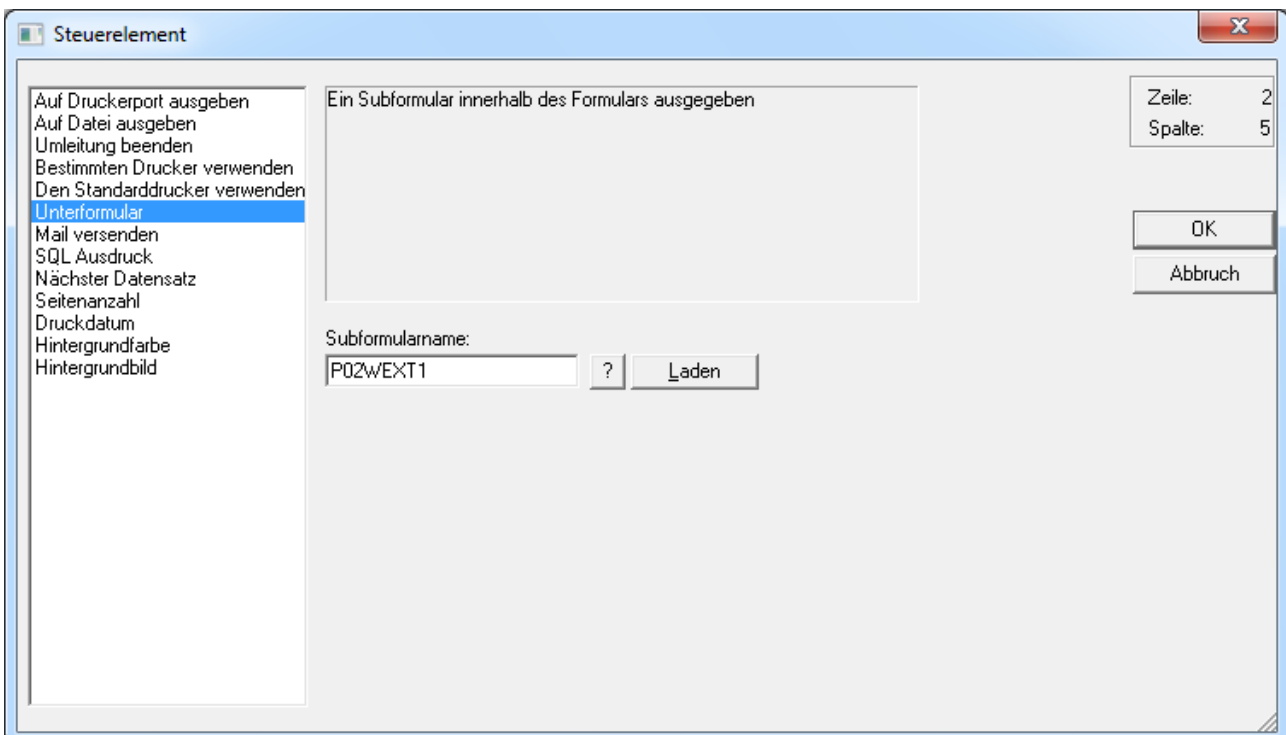 Steuerelement
Auf Druckerport ausgeben
Auf Datei ausgeben
Umleitung beenden
Bestimmten Drucker verwenden
Den Standarddrucker verwenden
Unterformular
Mail versenden
SQL Ausdruck
Nächster Datensatz
Seitenanzahl
Druckdatum
Hintergrundfarbe
Hintergrundbild
Ein Subformular innerhalb des Formulars ausgegeben
Subformularname:
P02WEXT1 ? Laden
Zeile: 2
Spalte: 5
OK
Abbruch